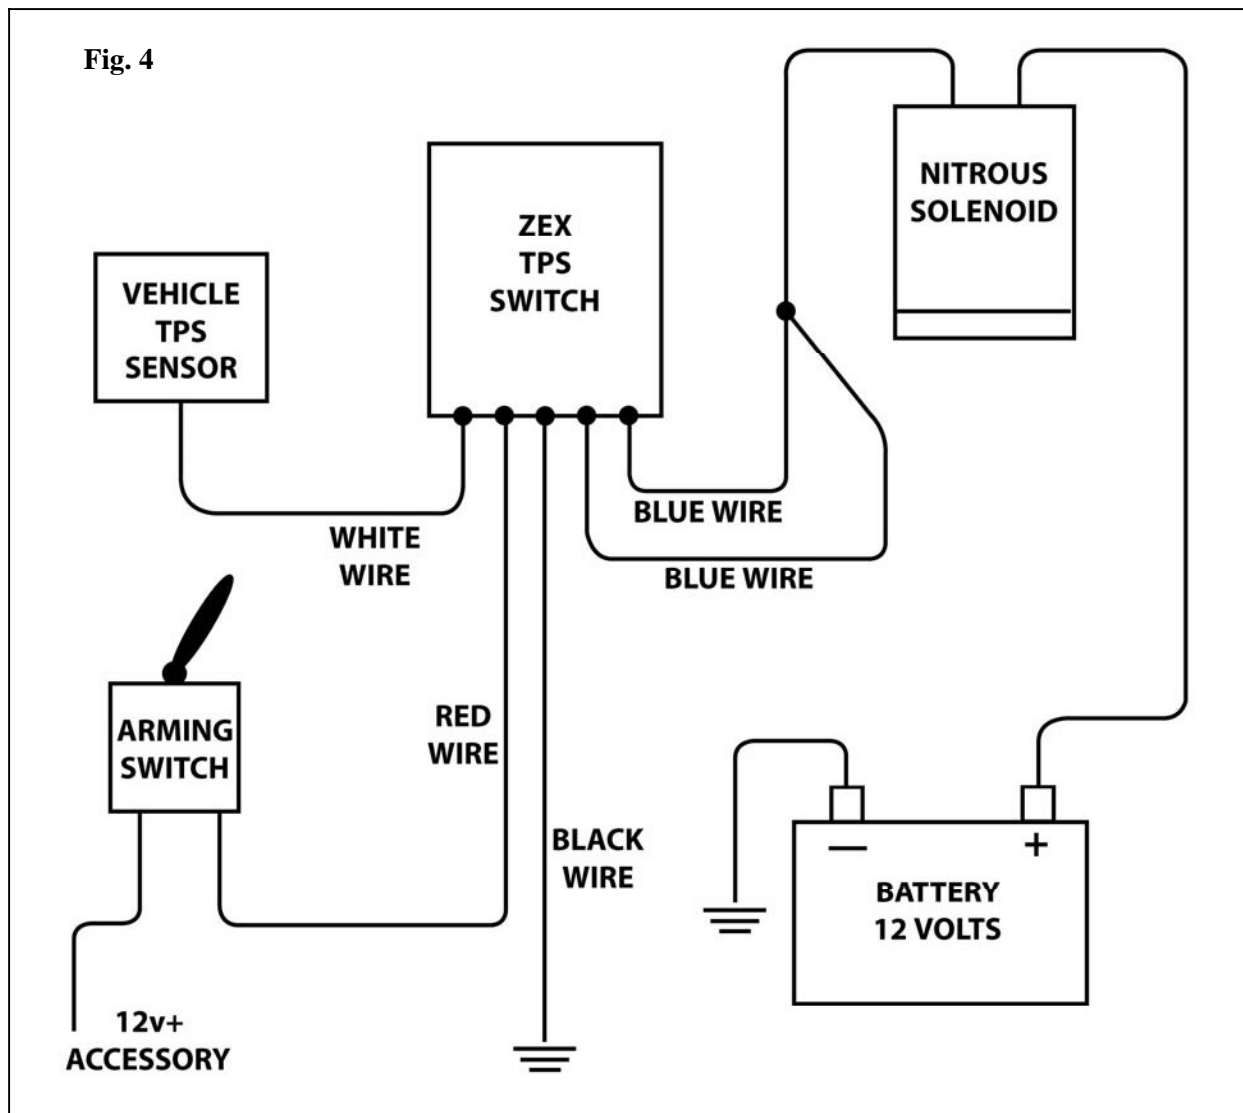 Fig. 4
NITROUS
SOLENOID
ZEX
TPS
SWITCH
VEHICLE
TPS
SENSOR
BLUE WIRE
WHITE
WIRE
BLUE WIRE
ARMING
SWITCH
RED
WIRE
BLACK
WIRE
— +
BATTERY
12 VOLTS
12v+
ACCESSORY